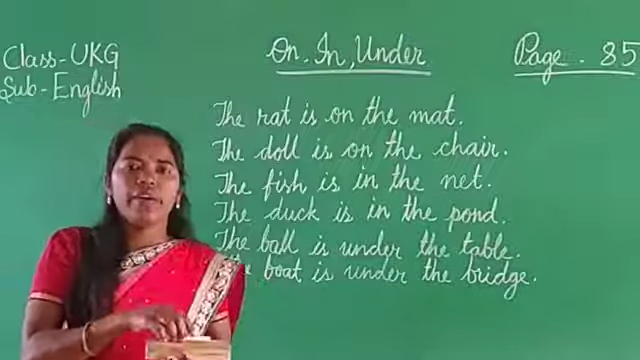 Class-UKG
Sub-English
On. In, Under
Page. 85
The rat is on the mat.
The doll is on the chair.
The fish is in the net.
The duck is in the pond.
The ball is under the table.
boat is under the bridge.